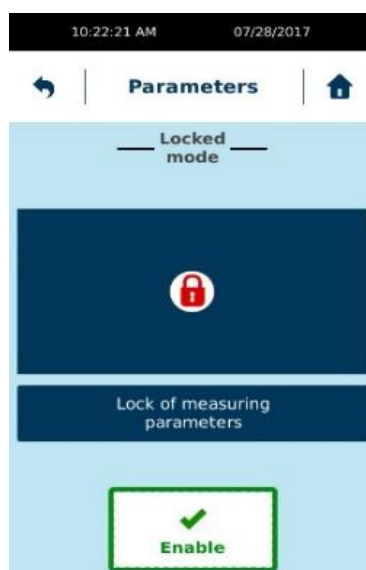 10:22:21 AM 07/28/2017
Parameters
Locked
mode
Lock of measuring
parameters
Enable